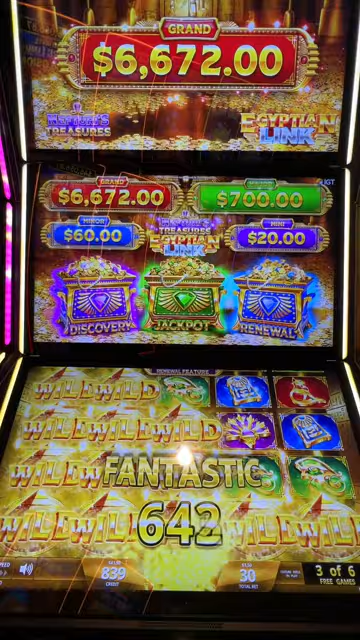 GRAND
$6,672.00
TREASURES
EGYPTIAN
LINK
GRAND
$6,672.00
$700.00
IGT
MINOR
$60.00
TREASURES
EGYPTIAN
LINK
MINI
$20.00
DISCOVERY
JACKPOT
RENEWAL
RENEWAL FEATURE
WILD WILD
WILD WILD WILD
WILD
FANTASTIC
WILD WILD WILD WILD
642
839
CREDIT
30
TOTAL BET
3 of 6
FREE GAMES